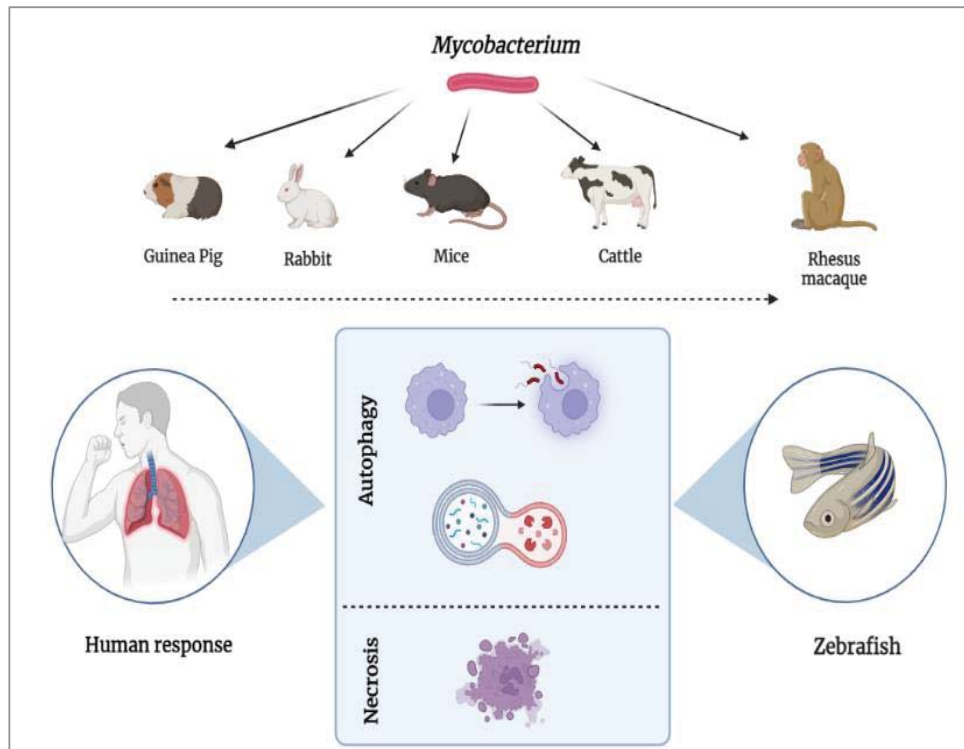 Mycobacterium
Guinea Pig
Rabbit
Mice
Cattle
Rhesus
macaque
Autophagy
Human response
Zebrafish
Necrosis